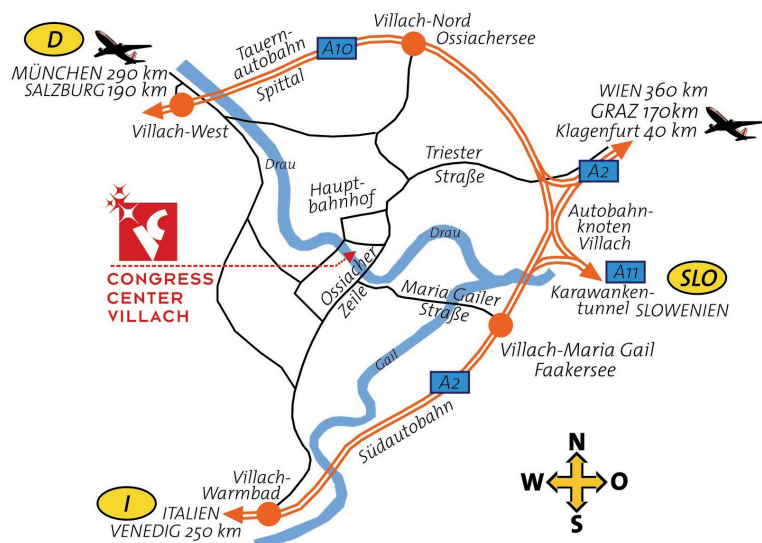 D
MÜNCHEN 290 km
SALZBURG 190 km
Villach-West
Tauern-
autobahn
Spittal
A10
Villach-Nord
Ossiachersee
WIEN 360 km
GRAZ 170km
Klagenfurt 40 km
A2
Triester
Straße
Drau
Haupt-
bahnhof
Autobahn-
knoten
Villach
Drau
CONGRESS
CENTER
VILLACH
Ossiacher
Zeile
Maria Gailer
Straße
A11
SLO
Karawanken-
tunnel
SLOWENIEN
Villach-Maria Gail
Faakersee
Gail
A2
Südautobahn
Villach-
Warmbad
I
ITALIEN
VENEDIG 250 km
N
W
O
S